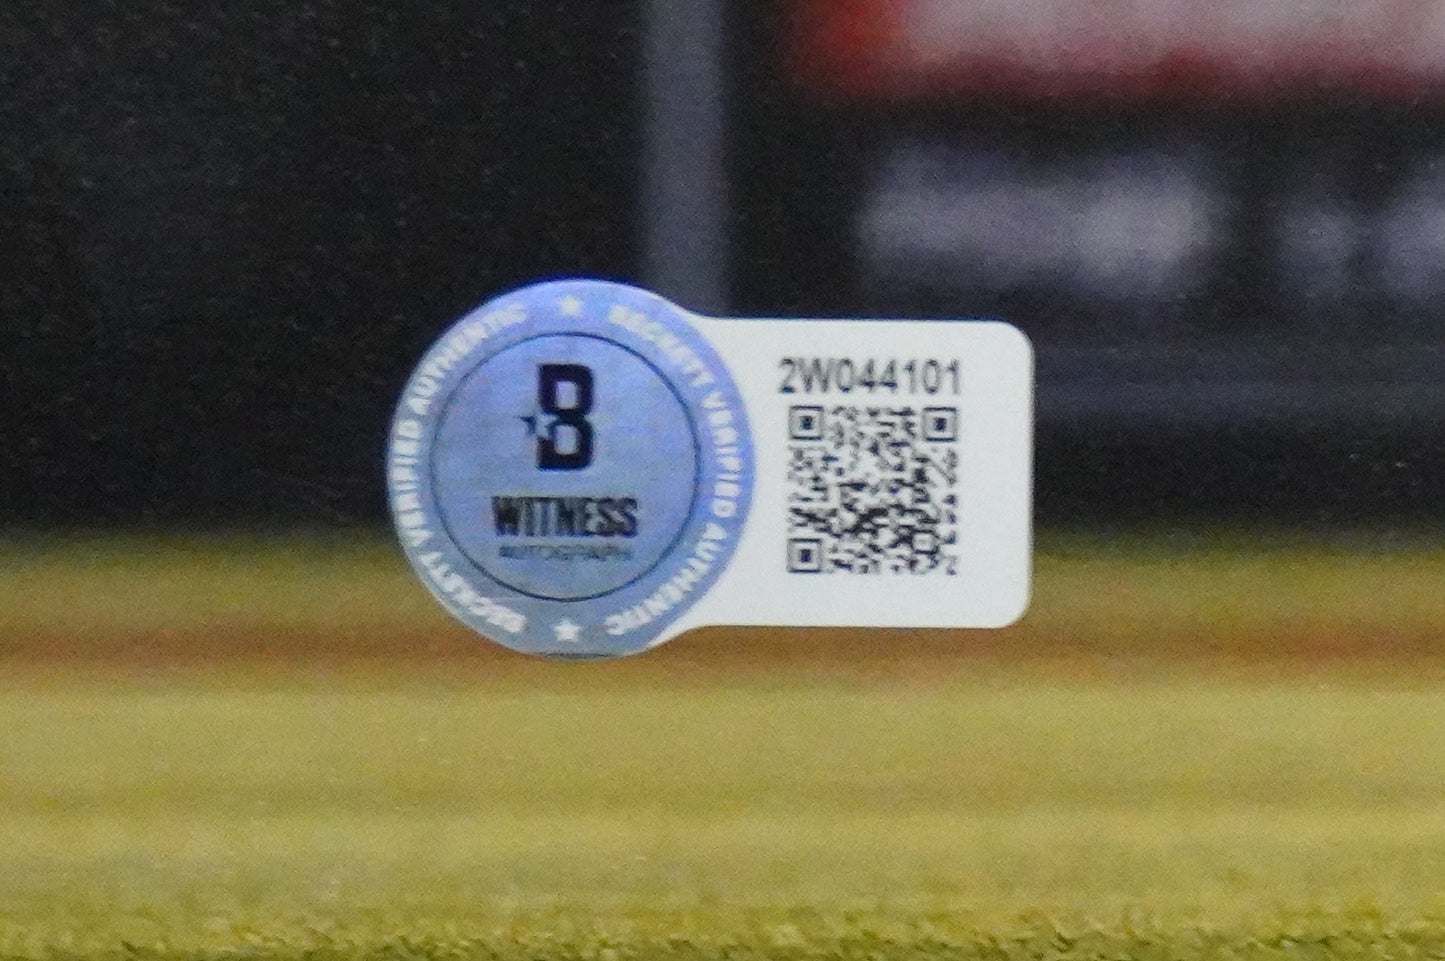 BECKETT VERIFIED AUTHENTIC
BECKETT VERIFIED AUTHENTIC
B
WITNESS
AUTOGRAPH
2W044101